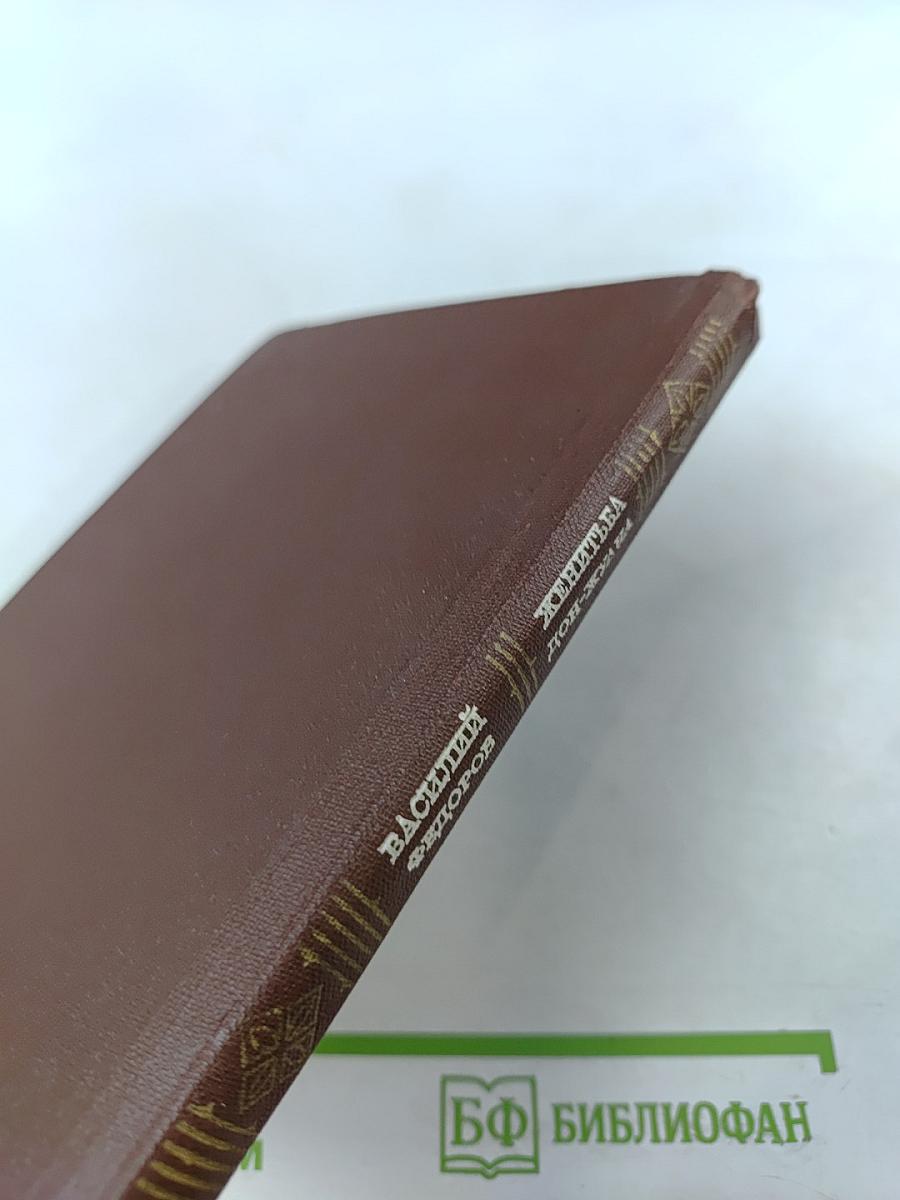 ВАСИЛИЙ
ФЕДОРОВ
ЖЕНИТЬБА
ДОН-ЖУАНА
БФ БИБЛИОФАН
И